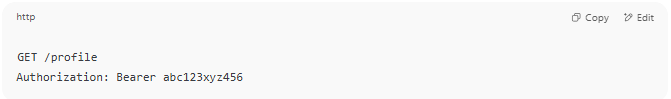 http
Copy
Edit
GET /profile
Authorization: Bearer abc123xyz456